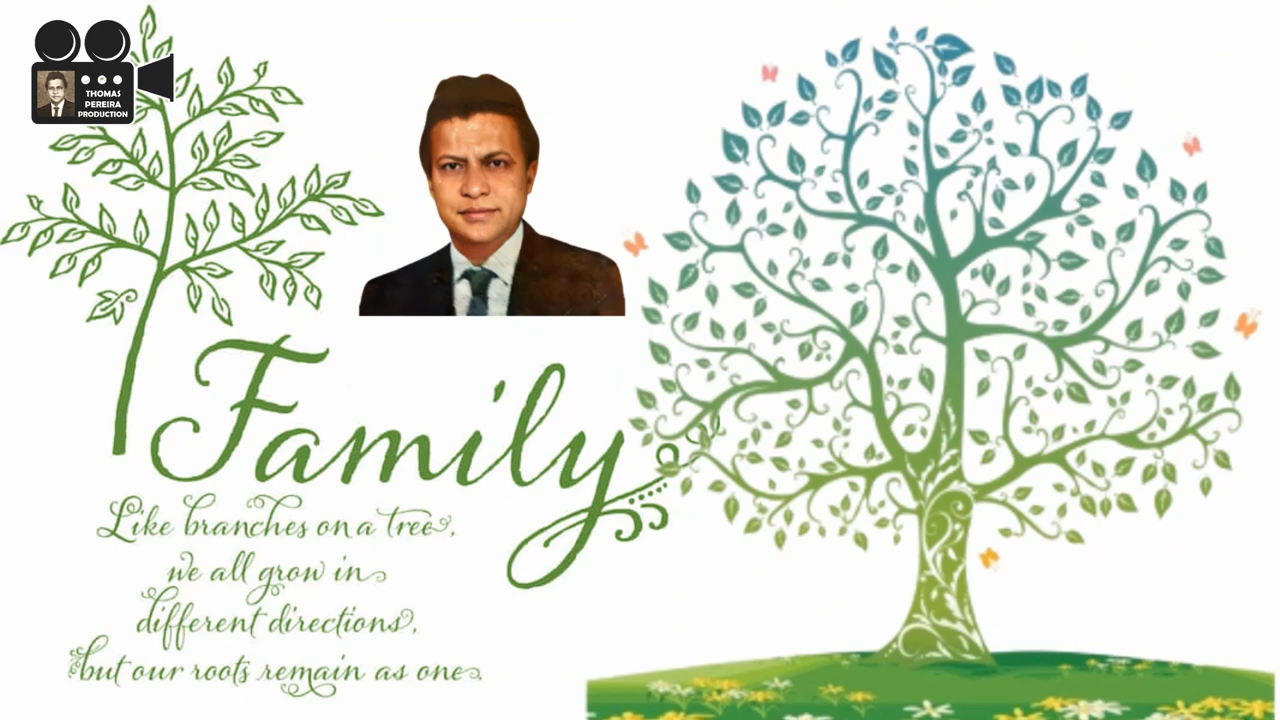 THOMAS
PEREIRA
PRODUCTION
Family
Like branches on a tree,
we all grow in
different directions,
but our roots remain as one.